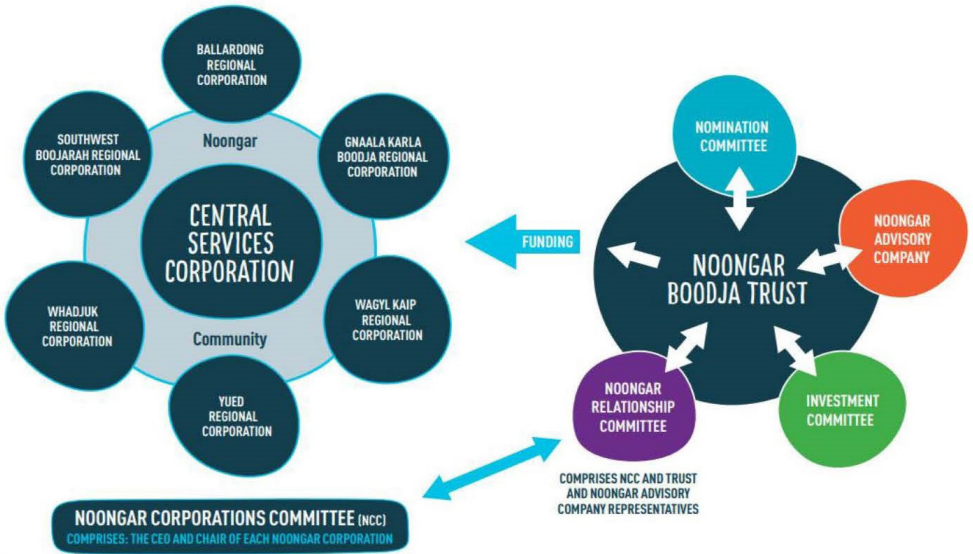 BALLARDONG
REGIONAL
CORPORATION
SOUTHWEST
BOOJARAH REGIONAL
CORPORATION
Noongar
GNAALA KARLA
BOODJA REGIONAL
CORPORATION
CENTRAL
SERVICES
CORPORATION
WHADJUK
REGIONAL
CORPORATION
WAGYL KAIP
REGIONAL
CORPORATION
Community
YUED
REGIONAL
CORPORATION
FUNDING
NOMINATION
COMMITTEE
NOONGAR
ADVISORY
COMPANY
NOONGAR
BOODJA TRUST
NOONGAR
RELATIONSHIP
COMMITTEE
INVESTMENT
COMMITTEE
COMPRISES NCC AND TRUST
AND NOONGAR ADVISORY
COMPANY REPRESENTATIVES
NOONGAR CORPORATIONS COMMITTEE (NCC)
COMPRISES: THE CEO AND CHAIR OF EACH NOONGAR CORPORATION